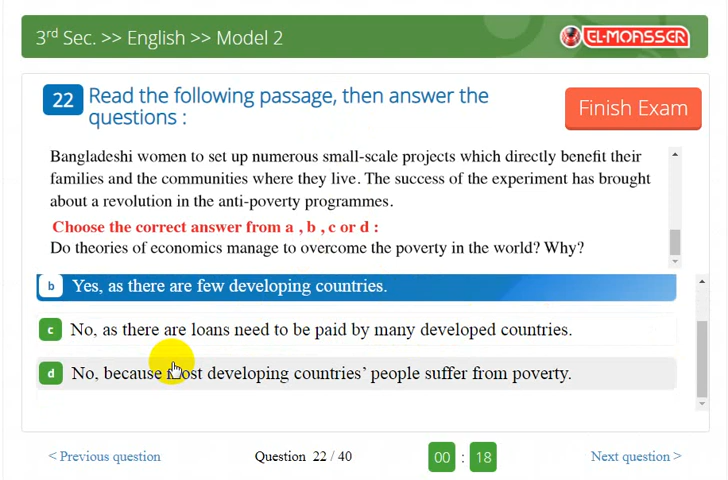 3rd Sec. >> English >> Model 2
EL-MOASSER
22 Read the following passage, then answer the
questions :
Finish Exam
Bangladeshi women to set up numerous small-scale projects which directly benefit their
families and the communities where they live. The success of the experiment has brought
about a revolution in the anti-poverty programmes.
Choose the correct answer from a , b , c or d :
Do theories of economics manage to overcome the poverty in the world? Why?
b Yes, as there are few developing countries.
c No, as there are loans need to be paid by many developed countries.
d No, because most developing countries' people suffer from poverty.
< Previous question Question 22 / 40 00 : 18 Next question >